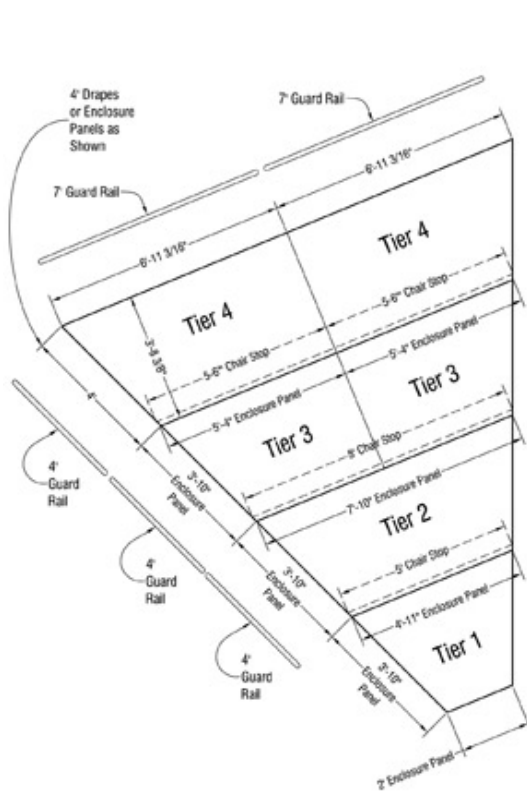 4' Drapes
or Enclosure
Panels as
Shown
7' Guard Rail
7' Guard Rail
6'-11 3/16"
6'-11 3/16"
Tier 4
Tier 4
5-6" Chair Stop
5-6" Chair Stop
3'-8 3/8"
4'
5'-4" Enclosure Panel
5'-4" Enclosure Panel
Tier 3
Tier 3
8' Chair Stop
7'-10" Enclosure Panel
3'-10"
Enclosure
Panel
4'
Guard
Rail
Tier 2
5' Chair Stop
4'-11" Enclosure Panel
3'-10"
Enclosure
Panel
4'
Guard
Rail
Tier 1
3'-10"
Enclosure
Panel
4'
Guard
Rail
2' Enclosure Panel